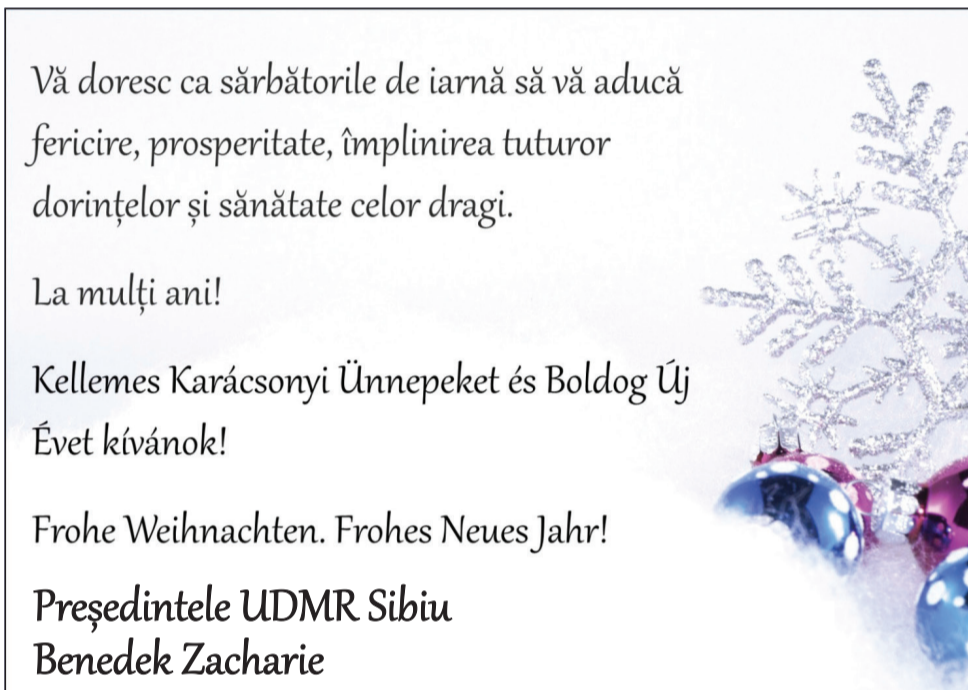 Vă doresc ca sărbătorile de iarnă să vă aducă
fericire, prosperitate, împlinirea tuturor
dorințelor și sănătate celor dragi.
La mulți ani!
Kellemes Karácsonyi Ünnepeket és Boldog Új
Évet kívánok!
Frohe Weihnachten. Frohes Neues Jahr!
Președintele UDMR Sibiu
Benedek Zacharie